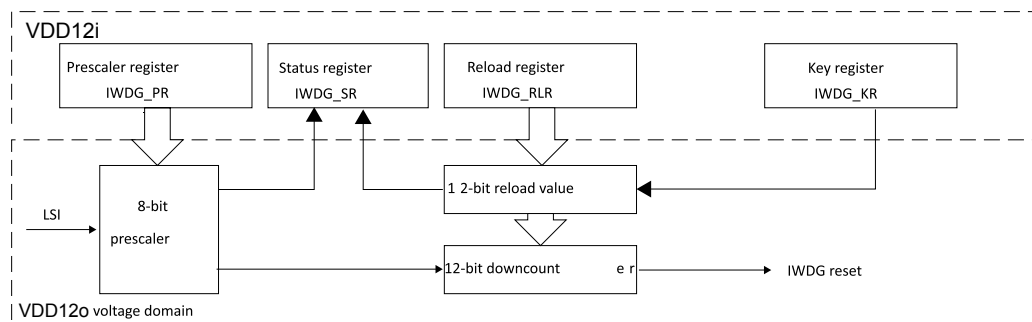 VDD12i
Prescaler register
IWDG_PR
Status register
IWDG_SR
Reload register
IWDG_RLR
Key register
IWDG_KR
8-bit
prescaler
LSI
1 2-bit reload value
12-bit downcount e r
IWDG reset
VDD12o voltage domain